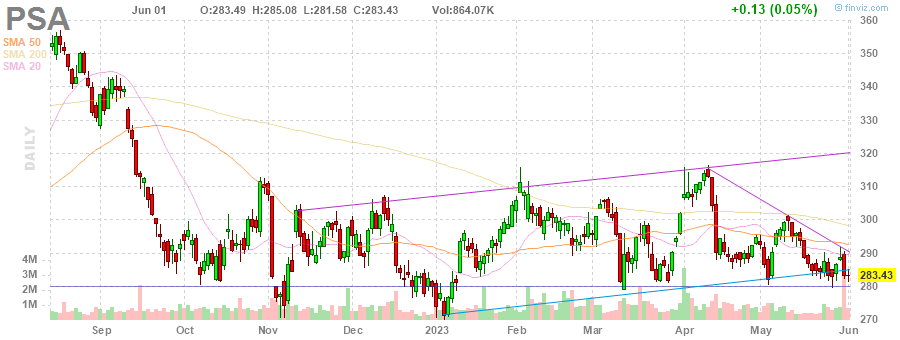 PSA Jun 01 O:283.49 H:285.08 L:281.58 C:283.43 Vol:864.07K +0.13 (0.05%) © finviz.com
SMA 50
SMA 200
SMA 20
DAILY
360
350
340
330
320
310
300
290
283.43
280
270
4M
3M
2M
1M
Sep Oct Nov Dec 2023 Feb Mar Apr May Jun